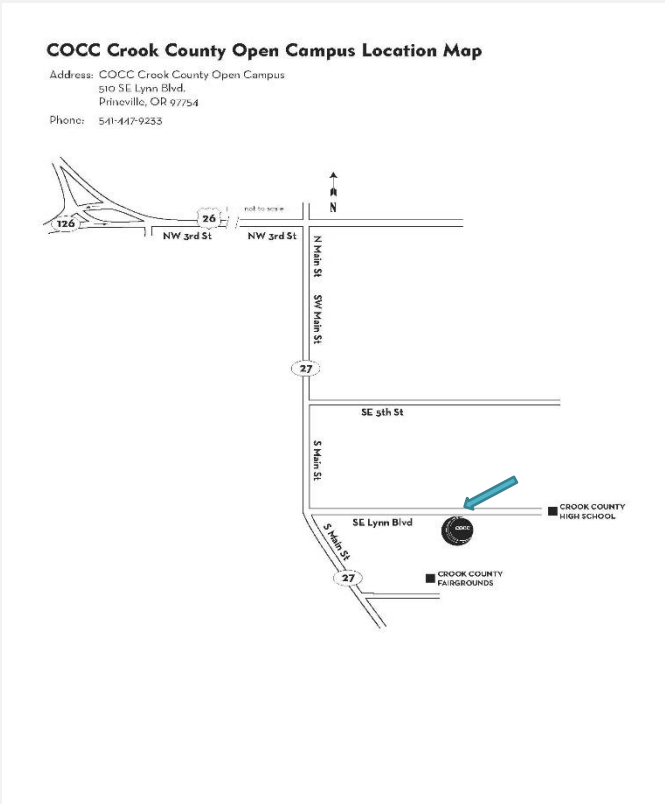 COCC Crook County Open Campus Location Map
Address: COCC Crook County Open Campus
510 SE Lynn Blvd.
Prineville, OR 97754
Phone: 541-447-9233
not to scale
N
126
26
NW 3rd St
NW 3rd St
N Main St
SW Main St
27
SE 5th St
S Main St
CROOK COUNTY
HIGH SCHOOL
SE Lynn Blvd
COCC
S Main St
27
CROOK COUNTY
FAIRGROUNDS